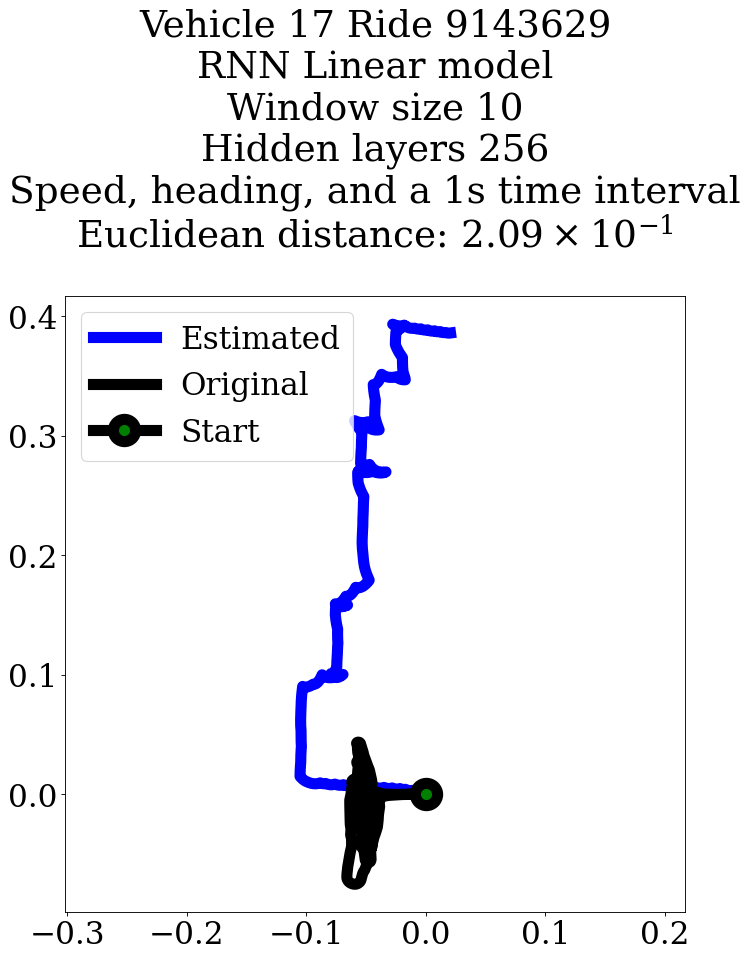 Vehicle 17 Ride 9143629
RNN Linear model
Window size 10
Hidden layers 256
Speed, heading, and a 1s time interval
Euclidean distance: 2.09 × 10⁻¹
Estimated
Original
Start
0.4
0.3
0.2
0.1
0.0
−0.3 −0.2 −0.1 0.0 0.1 0.2